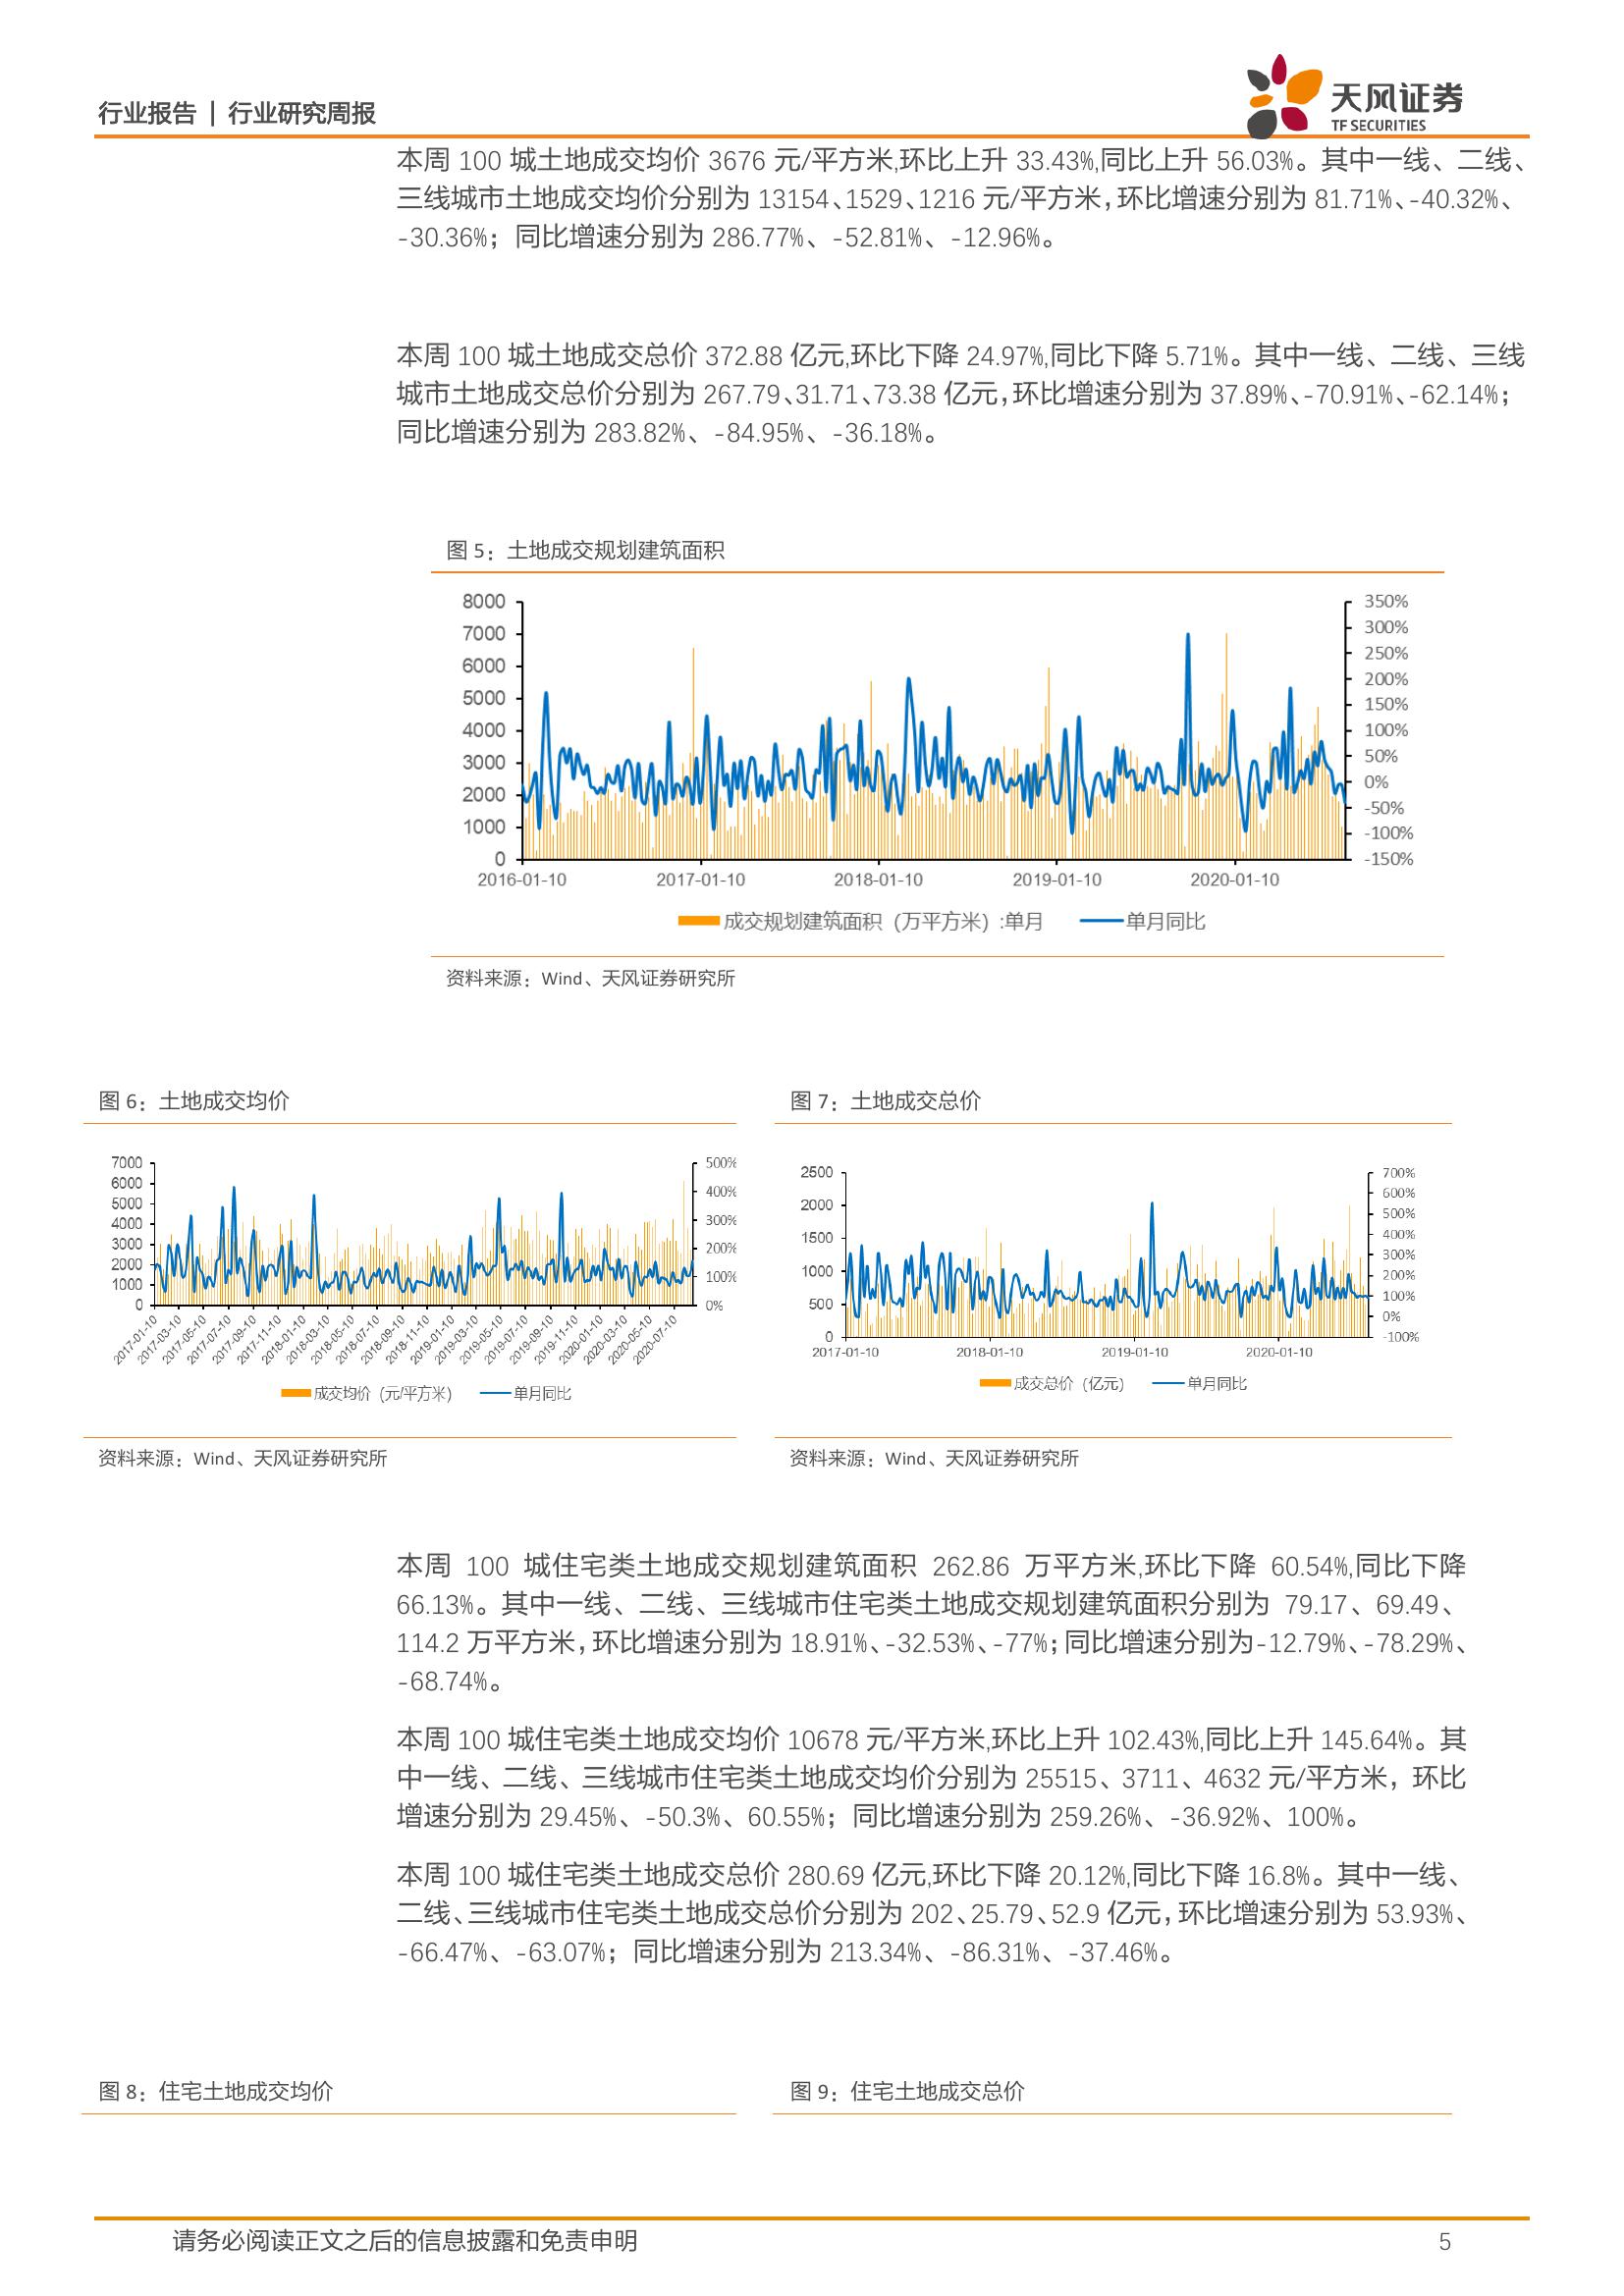 行业报告 | 行业研究周报
天风证券
TF SECURITIES
本周 100 城土地成交均价 3676 元/平方米,环比上升 33.43%,同比上升 56.03%。其中一线、二线、
三线城市土地成交均价分别为 13154、1529、1216 元/平方米，环比增速分别为 81.71%、-40.32%、
-30.36%；同比增速分别为 286.77%、-52.81%、-12.96%。
本周 100 城土地成交总价 372.88 亿元,环比下降 24.97%,同比下降 5.71%。其中一线、二线、三线
城市土地成交总价分别为 267.79、31.71、73.38 亿元，环比增速分别为 37.89%、-70.91%、-62.14%；
同比增速分别为 283.82%、-84.95%、-36.18%。
图 5：土地成交规划建筑面积
8000
7000
6000
5000
4000
3000
2000
1000
0
350%
300%
250%
200%
150%
100%
50%
0%
-50%
-100%
-150%
2016-01-10 2017-01-10 2018-01-10 2019-01-10 2020-01-10
成交规划建筑面积（万平方米）:单月 单月同比
资料来源：Wind、天风证券研究所
图 6：土地成交均价
7000
6000
5000
4000
3000
2000
1000
0
500%
400%
300%
200%
100%
0%
2017-01-10 2017-03-10 2017-05-10 2017-07-10 2017-09-10 2017-11-10 2018-01-10 2018-03-10 2018-05-10 2018-07-10 2018-09-10 2018-11-10 2019-01-10 2019-03-10 2019-05-10 2019-07-10 2019-09-10 2019-11-10 2020-01-10 2020-03-10 2020-05-10 2020-07-10
成交均价（元/平方米） 单月同比
资料来源：Wind、天风证券研究所
图 7：土地成交总价
2500
2000
1500
1000
500
0
700%
600%
500%
400%
300%
200%
100%
0%
-100%
2017-01-10 2018-01-10 2019-01-10 2020-01-10
成交总价（亿元） 单月同比
资料来源：Wind、天风证券研究所
本周 100 城住宅类土地成交规划建筑面积 262.86 万平方米,环比下降 60.54%,同比下降
66.13%。其中一线、二线、三线城市住宅类土地成交规划建筑面积分别为 79.17、69.49、
114.2 万平方米，环比增速分别为 18.91%、-32.53%、-77%；同比增速分别为-12.79%、-78.29%、
-68.74%。
本周 100 城住宅类土地成交均价 10678 元/平方米,环比上升 102.43%,同比上升 145.64%。其
中一线、二线、三线城市住宅类土地成交均价分别为 25515、3711、4632 元/平方米，环比
增速分别为 29.45%、-50.3%、60.55%；同比增速分别为 259.26%、-36.92%、100%。
本周 100 城住宅类土地成交总价 280.69 亿元,环比下降 20.12%,同比下降 16.8%。其中一线、
二线、三线城市住宅类土地成交总价分别为 202、25.79、52.9 亿元，环比增速分别为 53.93%、
-66.47%、-63.07%；同比增速分别为 213.34%、-86.31%、-37.46%。
图 8：住宅土地成交均价
图 9：住宅土地成交总价
请务必阅读正文之后的信息披露和免责申明
5